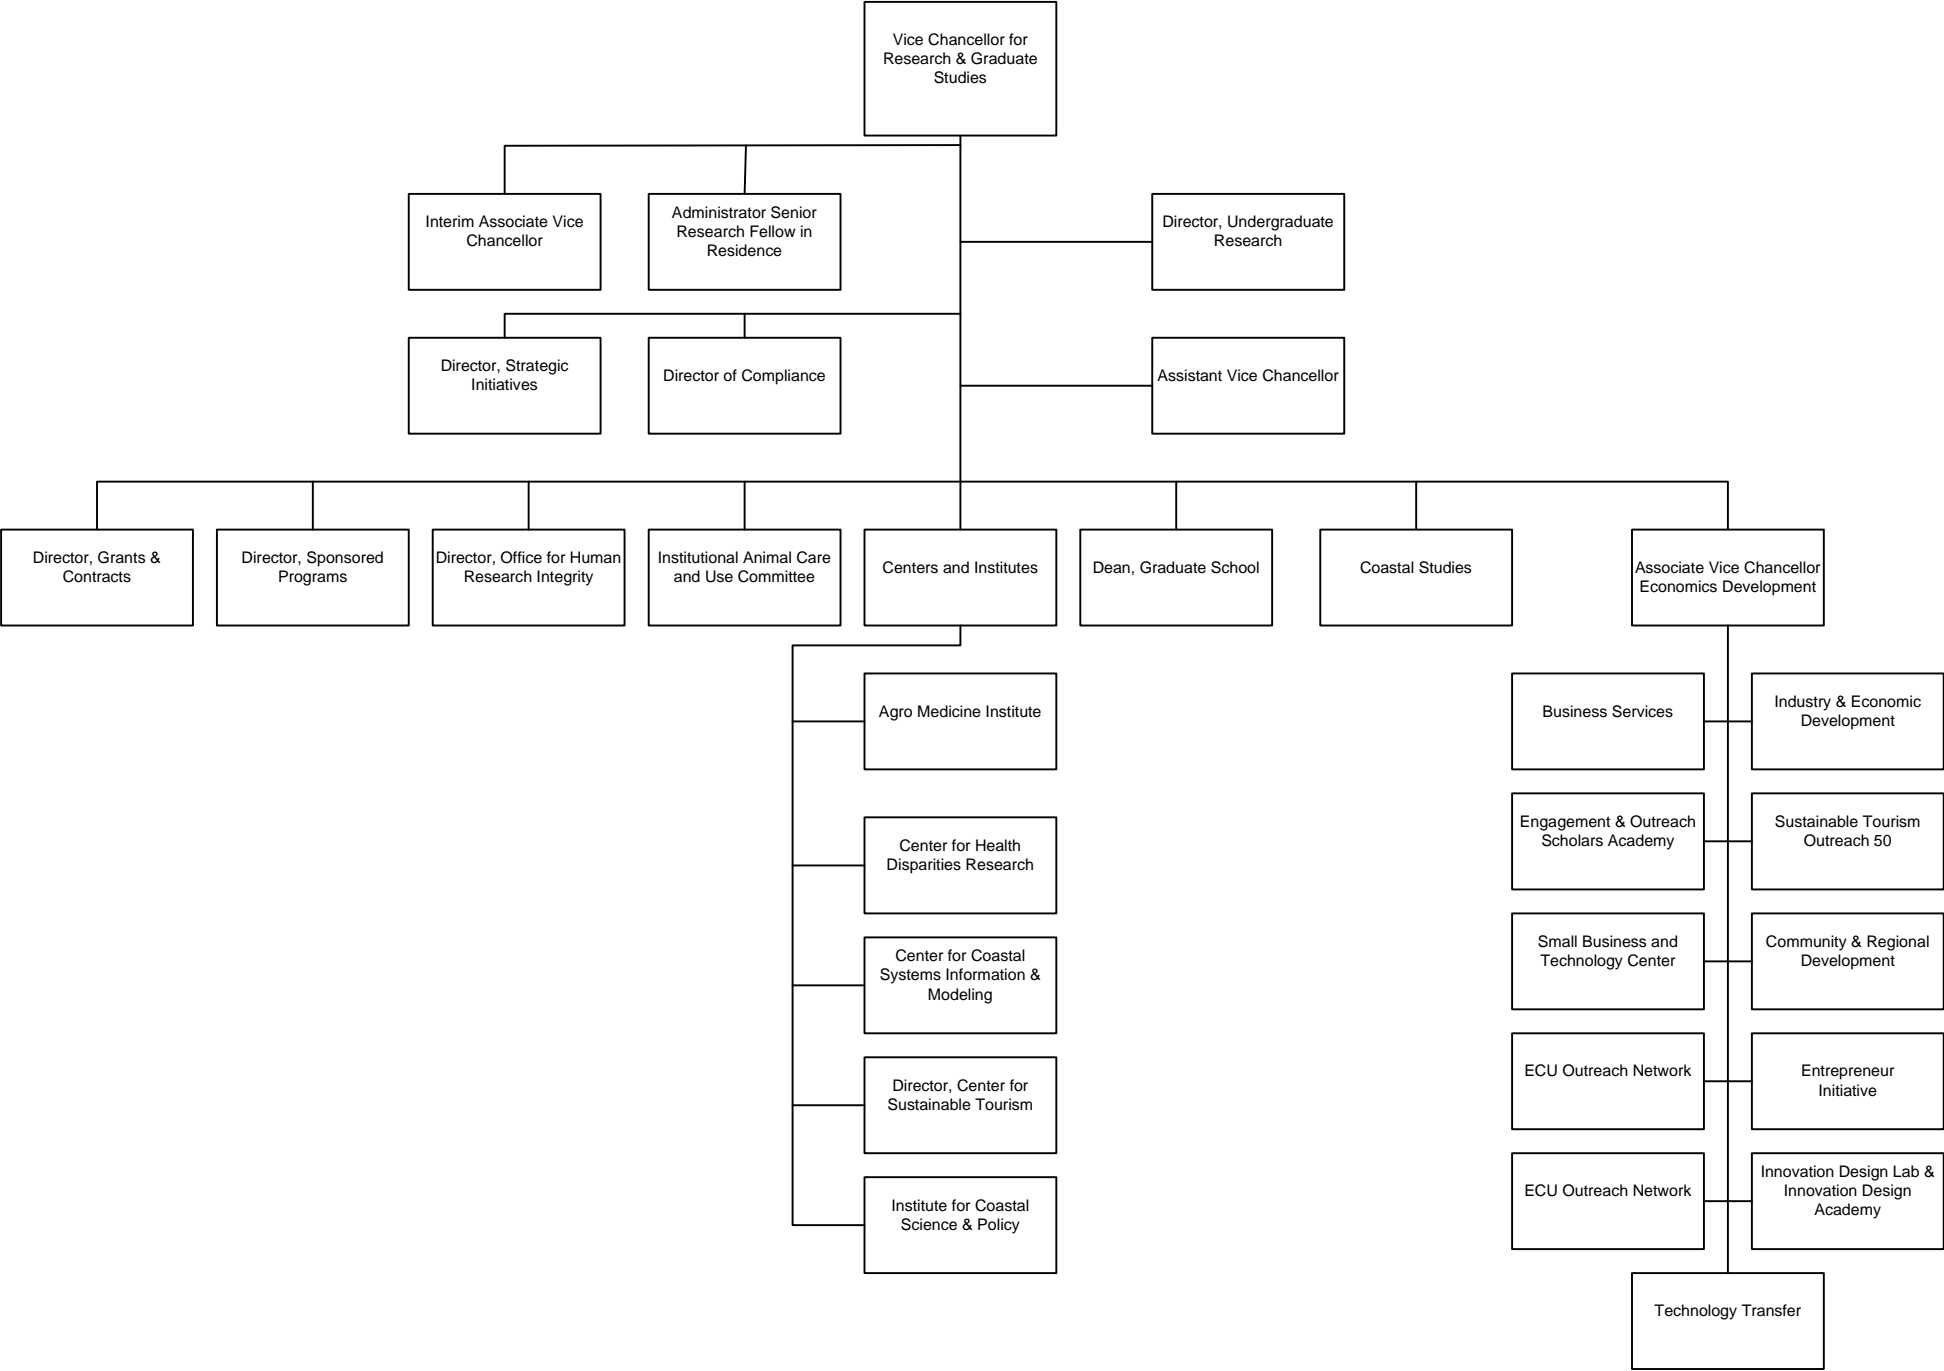 Vice Chancellor for
Research & Graduate
Studies
Interim Associate Vice
Chancellor
Administrator Senior
Research Fellow in
Residence
Director, Undergraduate
Research
Director, Strategic
Initiatives
Director of Compliance
Assistant Vice Chancellor
Director, Grants &
Contracts
Director, Sponsored
Programs
Director, Office for Human
Research Integrity
Institutional Animal Care
and Use Committee
Centers and Institutes
Dean, Graduate School
Coastal Studies
Associate Vice Chancellor
Economics Development
Agro Medicine Institute
Center for Health
Disparities Research
Center for Coastal
Systems Information &
Modeling
Director, Center for
Sustainable Tourism
Institute for Coastal
Science & Policy
Business Services
Industry & Economic
Development
Engagement & Outreach
Scholars Academy
Sustainable Tourism
Outreach 50
Small Business and
Technology Center
Community & Regional
Development
ECU Outreach Network
Entrepreneur
Initiative
ECU Outreach Network
Innovation Design Lab &
Innovation Design
Academy
Technology Transfer